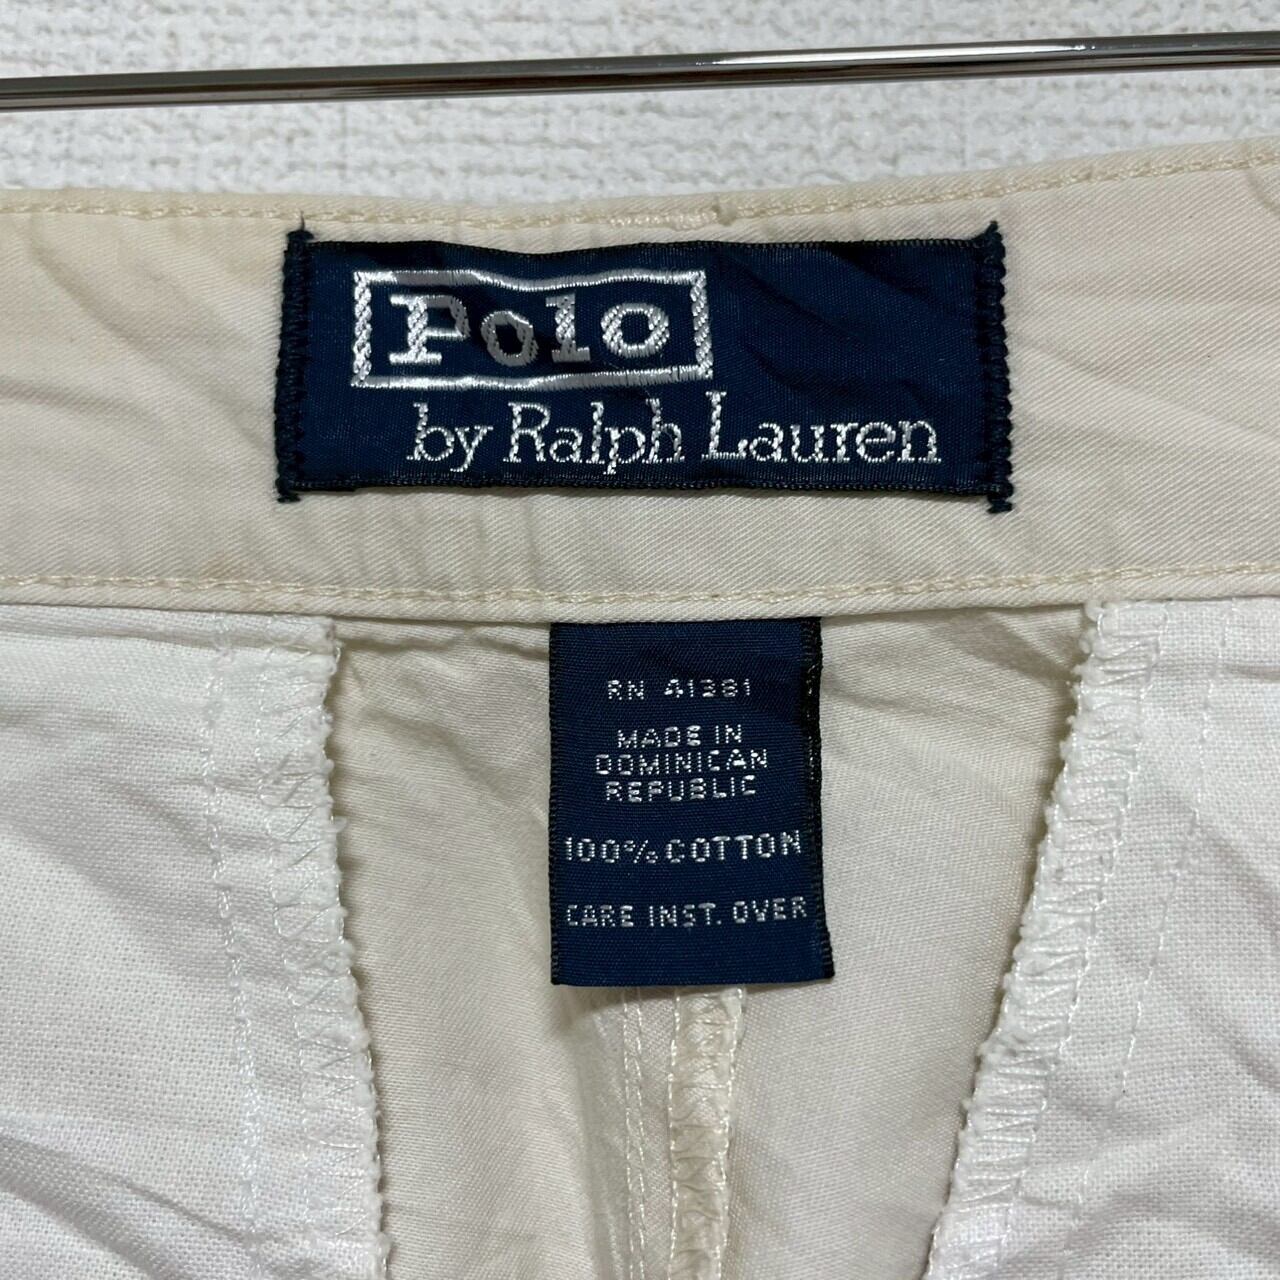 Polo
by Ralph Lauren
RN 41381
MADE IN
DOMINICAN
REPUBLIC
100% COTTON
CARE INST. OVER